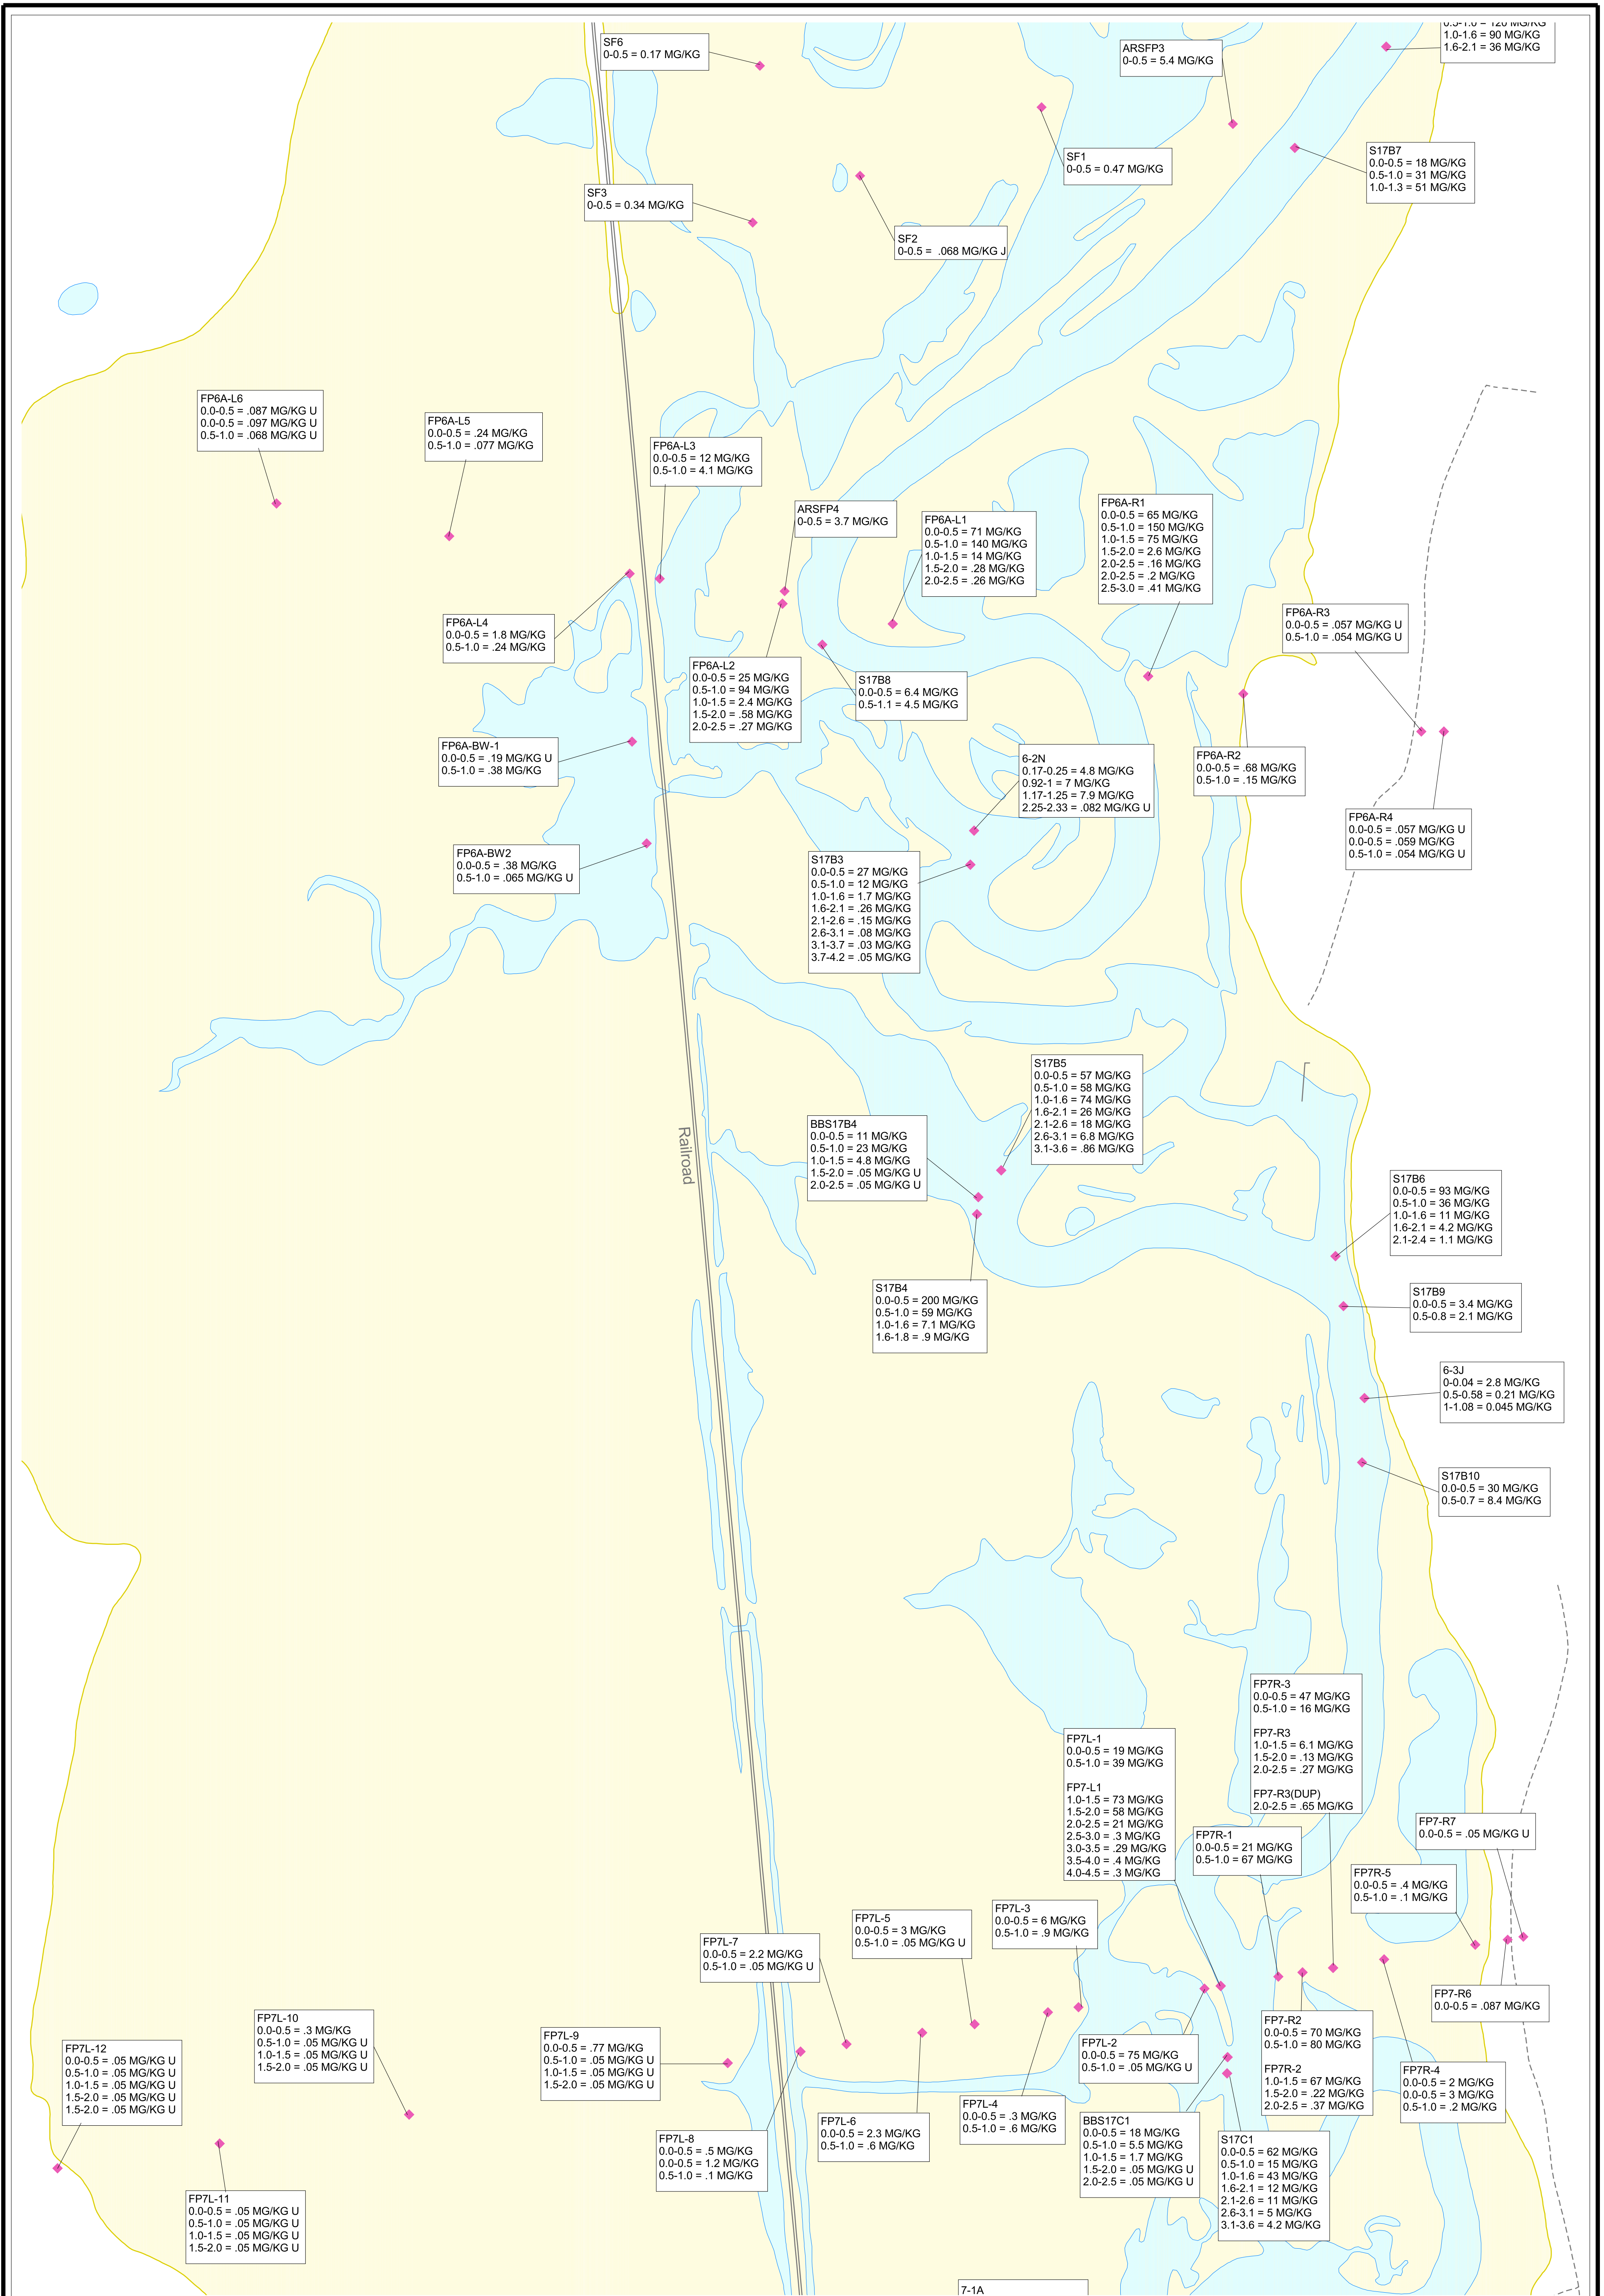 SF6
0-0.5 = 0.17 MG/KG
ARSFP3
0-0.5 = 5.4 MG/KG
0.5-1.0 = 120 MG/KG
1.0-1.6 = 90 MG/KG
1.6-2.1 = 36 MG/KG
SF1
0-0.5 = 0.47 MG/KG
S17B7
0.0-0.5 = 18 MG/KG
0.5-1.0 = 31 MG/KG
1.0-1.3 = 51 MG/KG
SF3
0-0.5 = 0.34 MG/KG
SF2
0-0.5 = .068 MG/KG J
FP6A-L6
0.0-0.5 = .087 MG/KG U
0.0-0.5 = .097 MG/KG U
0.5-1.0 = .068 MG/KG U
FP6A-L5
0.0-0.5 = .24 MG/KG
0.5-1.0 = .077 MG/KG
FP6A-L3
0.0-0.5 = 12 MG/KG
0.5-1.0 = 4.1 MG/KG
ARSFP4
0-0.5 = 3.7 MG/KG
FP6A-L1
0.0-0.5 = 71 MG/KG
0.5-1.0 = 140 MG/KG
1.0-1.5 = 14 MG/KG
1.5-2.0 = .28 MG/KG
2.0-2.5 = .26 MG/KG
FP6A-R1
0.0-0.5 = 65 MG/KG
0.5-1.0 = 150 MG/KG
1.0-1.5 = 75 MG/KG
1.5-2.0 = 2.6 MG/KG
2.0-2.5 = .16 MG/KG
2.0-2.5 = .2 MG/KG
2.5-3.0 = .41 MG/KG
FP6A-R3
0.0-0.5 = .057 MG/KG U
0.5-1.0 = .054 MG/KG U
FP6A-L4
0.0-0.5 = 1.8 MG/KG
0.5-1.0 = .24 MG/KG
FP6A-L2
0.0-0.5 = 25 MG/KG
0.5-1.0 = 94 MG/KG
1.0-1.5 = 2.4 MG/KG
1.5-2.0 = .58 MG/KG
2.0-2.5 = .27 MG/KG
S17B8
0.0-0.5 = 6.4 MG/KG
0.5-1.1 = 4.5 MG/KG
FP6A-BW-1
0.0-0.5 = .19 MG/KG U
0.5-1.0 = .38 MG/KG
6-2N
0.17-0.25 = 4.8 MG/KG
0.92-1 = 7 MG/KG
1.17-1.25 = 7.9 MG/KG
2.25-2.33 = .082 MG/KG U
FP6A-R2
0.0-0.5 = .68 MG/KG
0.5-1.0 = .15 MG/KG
FP6A-R4
0.0-0.5 = .057 MG/KG U
0.0-0.5 = .059 MG/KG
0.5-1.0 = .054 MG/KG U
FP6A-BW2
0.0-0.5 = .38 MG/KG
0.5-1.0 = .065 MG/KG U
S17B3
0.0-0.5 = 27 MG/KG
0.5-1.0 = 12 MG/KG
1.0-1.6 = 1.7 MG/KG
1.6-2.1 = .26 MG/KG
2.1-2.6 = .15 MG/KG
2.6-3.1 = .08 MG/KG
3.1-3.7 = .03 MG/KG
3.7-4.2 = .05 MG/KG
Railroad
S17B5
0.0-0.5 = 57 MG/KG
0.5-1.0 = 58 MG/KG
1.0-1.6 = 74 MG/KG
1.6-2.1 = 26 MG/KG
2.1-2.6 = 18 MG/KG
2.6-3.1 = 6.8 MG/KG
3.1-3.6 = .86 MG/KG
BBS17B4
0.0-0.5 = 11 MG/KG
0.5-1.0 = 23 MG/KG
1.0-1.5 = 4.8 MG/KG
1.5-2.0 = .05 MG/KG U
2.0-2.5 = .05 MG/KG U
S17B6
0.0-0.5 = 93 MG/KG
0.5-1.0 = 36 MG/KG
1.0-1.6 = 11 MG/KG
1.6-2.1 = 4.2 MG/KG
2.1-2.4 = 1.1 MG/KG
S17B4
0.0-0.5 = 200 MG/KG
0.5-1.0 = 59 MG/KG
1.0-1.6 = 7.1 MG/KG
1.6-1.8 = .9 MG/KG
S17B9
0.0-0.5 = 3.4 MG/KG
0.5-0.8 = 2.1 MG/KG
6-3J
0-0.04 = 2.8 MG/KG
0.5-0.58 = 0.21 MG/KG
1-1.08 = 0.045 MG/KG
S17B10
0.0-0.5 = 30 MG/KG
0.5-0.7 = 8.4 MG/KG
FP7R-3
0.0-0.5 = 47 MG/KG
0.5-1.0 = 16 MG/KG
FP7-R3
1.0-1.5 = 6.1 MG/KG
1.5-2.0 = .13 MG/KG
2.0-2.5 = .27 MG/KG
FP7-R3(DUP)
2.0-2.5 = .65 MG/KG
FP7L-1
0.0-0.5 = 19 MG/KG
0.5-1.0 = 39 MG/KG
FP7-L1
1.0-1.5 = 73 MG/KG
1.5-2.0 = 58 MG/KG
2.0-2.5 = 21 MG/KG
2.5-3.0 = .3 MG/KG
3.0-3.5 = .29 MG/KG
3.5-4.0 = .4 MG/KG
4.0-4.5 = .3 MG/KG
FP7-R7
0.0-0.5 = .05 MG/KG U
FP7R-1
0.0-0.5 = 21 MG/KG
0.5-1.0 = 67 MG/KG
FP7R-5
0.0-0.5 = .4 MG/KG
0.5-1.0 = .1 MG/KG
FP7L-3
0.0-0.5 = 6 MG/KG
0.5-1.0 = .9 MG/KG
FP7L-5
0.0-0.5 = 3 MG/KG
0.5-1.0 = .05 MG/KG U
FP7L-7
0.0-0.5 = 2.2 MG/KG
0.5-1.0 = .05 MG/KG U
FP7-R6
0.0-0.5 = .087 MG/KG
FP7L-10
0.0-0.5 = .3 MG/KG
0.5-1.0 = .05 MG/KG U
1.0-1.5 = .05 MG/KG U
1.5-2.0 = .05 MG/KG U
FP7-R2
0.0-0.5 = 70 MG/KG
0.5-1.0 = 80 MG/KG
FP7R-2
1.0-1.5 = 67 MG/KG
1.5-2.0 = .22 MG/KG
2.0-2.5 = .37 MG/KG
FP7L-9
0.0-0.5 = .77 MG/KG
0.5-1.0 = .05 MG/KG U
1.0-1.5 = .05 MG/KG U
1.5-2.0 = .05 MG/KG U
FP7L-2
0.0-0.5 = 75 MG/KG
0.5-1.0 = .05 MG/KG U
FP7L-12
0.0-0.5 = .05 MG/KG U
0.5-1.0 = .05 MG/KG U
1.0-1.5 = .05 MG/KG U
1.5-2.0 = .05 MG/KG U
1.5-2.0 = .05 MG/KG U
FP7R-4
0.0-0.5 = 2 MG/KG
0.0-0.5 = 3 MG/KG
0.5-1.0 = .2 MG/KG
FP7L-4
0.0-0.5 = .3 MG/KG
0.5-1.0 = .6 MG/KG
FP7L-6
0.0-0.5 = 2.3 MG/KG
0.5-1.0 = .6 MG/KG
BBS17C1
0.0-0.5 = 18 MG/KG
0.5-1.0 = 5.5 MG/KG
1.0-1.5 = 1.7 MG/KG
1.5-2.0 = .05 MG/KG U
2.0-2.5 = .05 MG/KG U
FP7L-8
0.0-0.5 = .5 MG/KG
0.0-0.5 = 1.2 MG/KG
0.5-1.0 = .1 MG/KG
S17C1
0.0-0.5 = 62 MG/KG
0.5-1.0 = 15 MG/KG
1.0-1.6 = 43 MG/KG
1.6-2.1 = 12 MG/KG
2.1-2.6 = 11 MG/KG
2.6-3.1 = 5 MG/KG
3.1-3.6 = 4.2 MG/KG
FP7L-11
0.0-0.5 = .05 MG/KG U
0.5-1.0 = .05 MG/KG U
1.0-1.5 = .05 MG/KG U
1.5-2.0 = .05 MG/KG U
7-1A